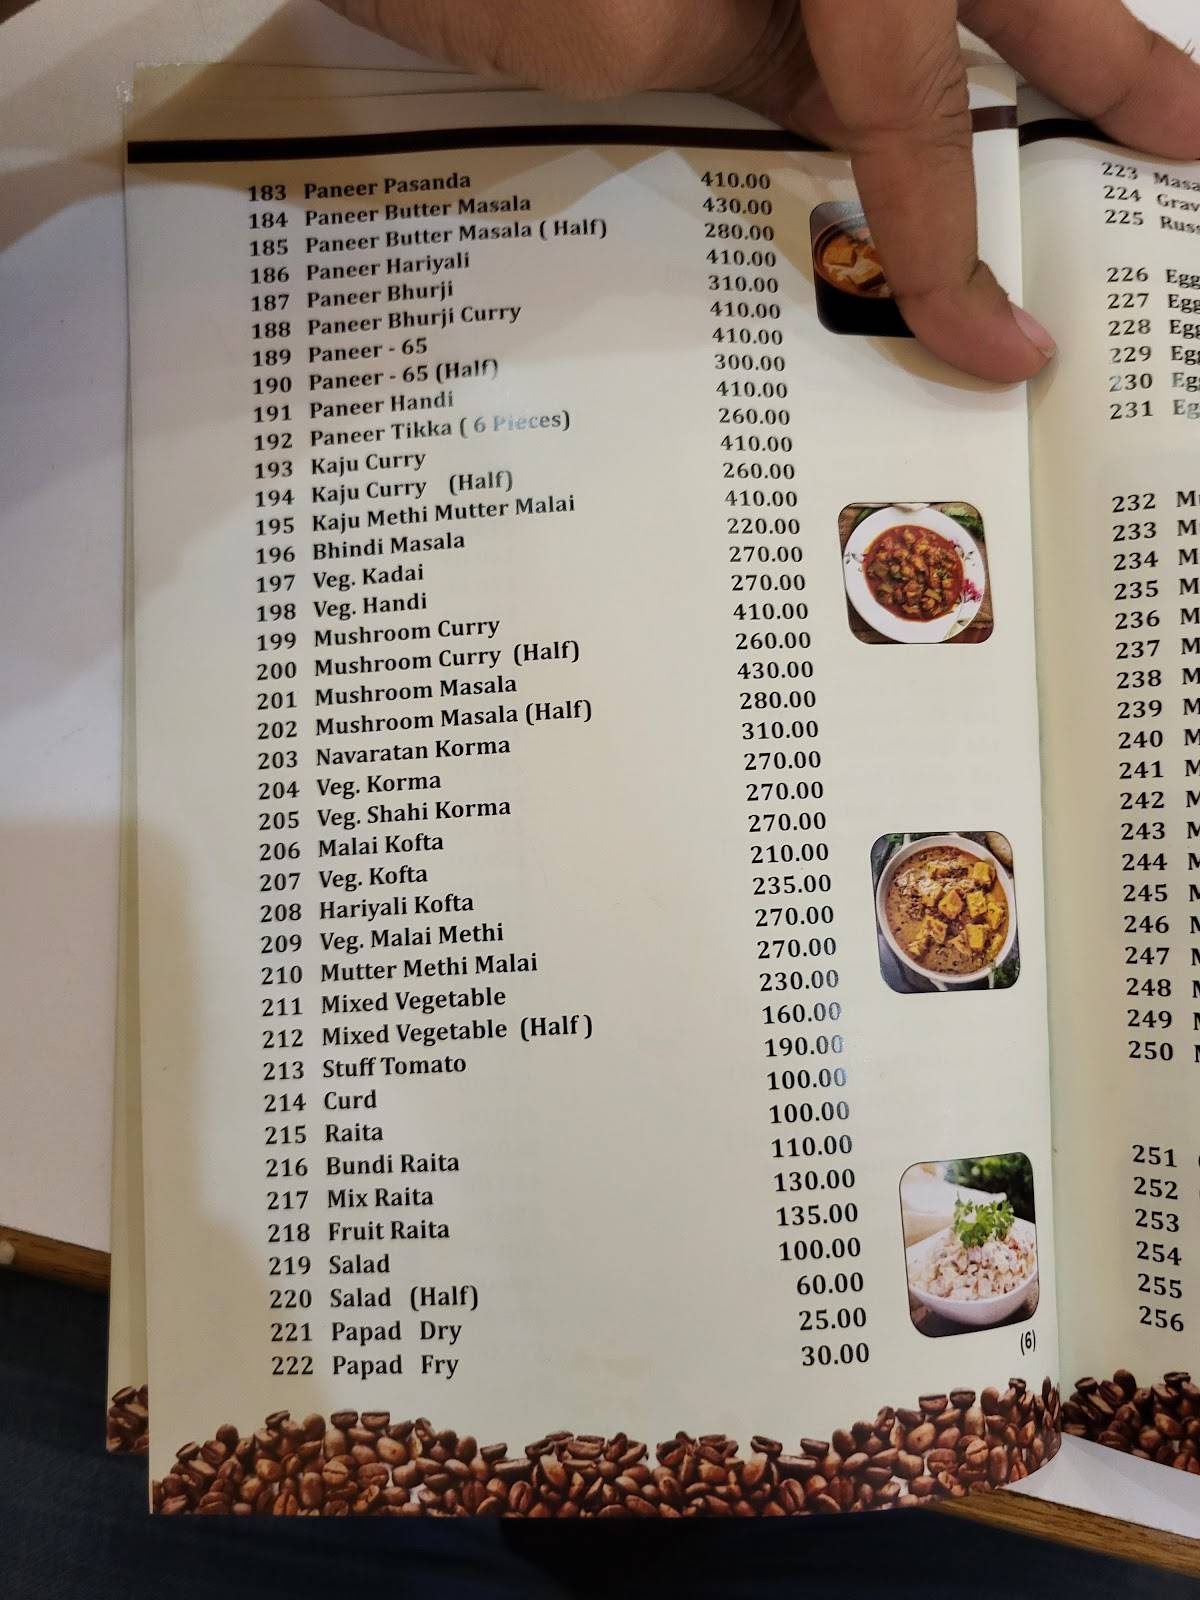 183 Paneer Pasanda 410.00
184 Paneer Butter Masala 430.00
185 Paneer Butter Masala ( Half) 280.00
186 Paneer Hariyali 410.00
187 Paneer Bhurji 310.00
188 Paneer Bhurji Curry 410.00
189 Paneer - 65 410.00
190 Paneer - 65 (Half) 300.00
191 Paneer Handi 410.00
192 Paneer Tikka ( 6 Pieces) 260.00
193 Kaju Curry 410.00
194 Kaju Curry (Half) 260.00
195 Kaju Methi Mutter Malai 410.00
196 Bhindi Masala 220.00
197 Veg. Kadai 270.00
198 Veg. Handi 270.00
199 Mushroom Curry 410.00
200 Mushroom Curry (Half) 260.00
201 Mushroom Masala 430.00
202 Mushroom Masala (Half) 280.00
203 Navaratan Korma 310.00
204 Veg. Korma 270.00
205 Veg. Shahi Korma 270.00
206 Malai Kofta 270.00
207 Veg. Kofta 210.00
208 Hariyali Kofta 235.00
209 Veg. Malai Methi 270.00
210 Mutter Methi Malai 270.00
211 Mixed Vegetable 230.00
212 Mixed Vegetable (Half ) 160.00
213 Stuff Tomato 190.00
214 Curd 100.00
215 Raita 100.00
216 Bundi Raita 110.00
217 Mix Raita 130.00
218 Fruit Raita 135.00
219 Salad 100.00
220 Salad (Half) 60.00
221 Papad Dry 25.00
222 Papad Fry 30.00
(6)
223 Masa
224 Grav
225 Russ
226 Egg
227 Egg
228 Egg
229 Egg
230 Egg
231 Eg
232 Mu
233 M
234 M
235 M
236 M
237 M
238 M
239 M
240 M
241 M
242 M
243 M
244
245
246
247
248
249
250
251
252
253
254
255
256